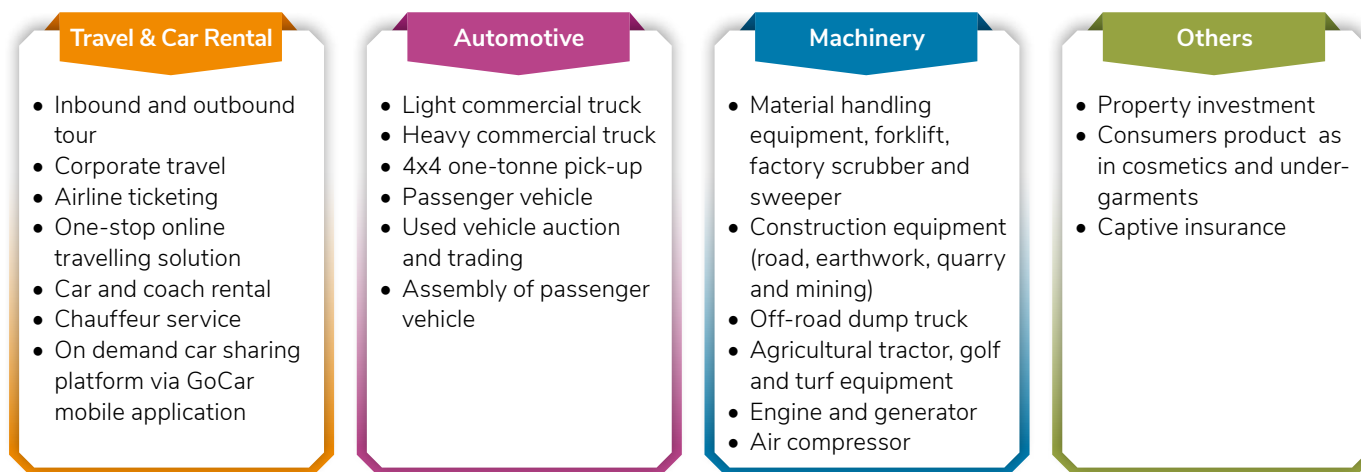 Travel & Car Rental
• Inbound and outbound
tour
• Corporate travel
• Airline ticketing
• One-stop online
travelling solution
• Car and coach rental
• Chauffeur service
• On demand car sharing
platform via GoCar
mobile application
Automotive
• Light commercial truck
• Heavy commercial truck
• 4x4 one-tonne pick-up
• Passenger vehicle
• Used vehicle auction
and trading
• Assembly of passenger
vehicle
Machinery
• Material handling
equipment, forklift,
factory scrubber and
sweeper
• Construction equipment
(road, earthwork, quarry
and mining)
• Off-road dump truck
• Agricultural tractor, golf
and turf equipment
• Engine and generator
• Air compressor
Others
• Property investment
• Consumers product as
in cosmetics and under-
garments
• Captive insurance